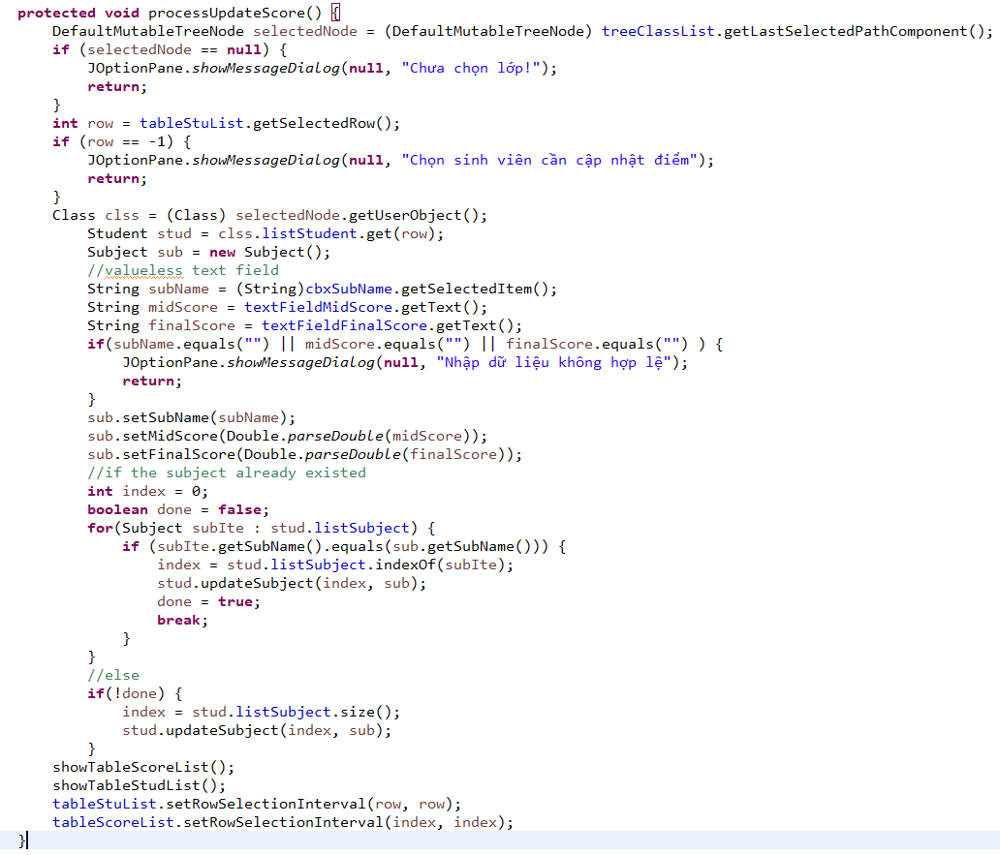 protected void processUpdateScore() {
    DefaultMutableTreeNode selectedNode = (DefaultMutableTreeNode) treeClassList.getLastSelectedPathComponent();
    if (selectedNode == null) {
        JOptionPane.showMessageDialog(null, "Chưa chọn lớp!");
        return;
    }
    int row = tableStuList.getSelectedRow();
    if (row == -1) {
        JOptionPane.showMessageDialog(null, "Chọn sinh viên cần cập nhật điểm");
        return;
    }
    Class clss = (Class) selectedNode.getUserObject();
        Student stud = clss.listStudent.get(row);
        Subject sub = new Subject();
        //valueless text field
        String subName = (String)cbxSubName.getSelectedItem();
        String midScore = textFieldMidScore.getText();
        String finalScore = textFieldFinalScore.getText();
        if(subName.equals("") || midScore.equals("") || finalScore.equals("") ) {
            JOptionPane.showMessageDialog(null, "Nhập dữ liệu không hợp lệ");
            return;
        }
        sub.setSubName(subName);
        sub.setMidScore(Double.parseDouble(midScore));
        sub.setFinalScore(Double.parseDouble(finalScore));
        //if the subject already existed
        int index = 0;
        boolean done = false;
        for(Subject subIte : stud.listSubject) {
            if (subIte.getSubName().equals(sub.getSubName())) {
                index = stud.listSubject.indexOf(subIte);
                stud.updateSubject(index, sub);
                done = true;
                break;
            }
        }
        //else
        if(!done) {
            index = stud.listSubject.size();
            stud.updateSubject(index, sub);
        }
    showTableScoreList();
    showTableStudList();
    tableStuList.setRowSelectionInterval(row, row);
    tableScoreList.setRowSelectionInterval(index, index);
}